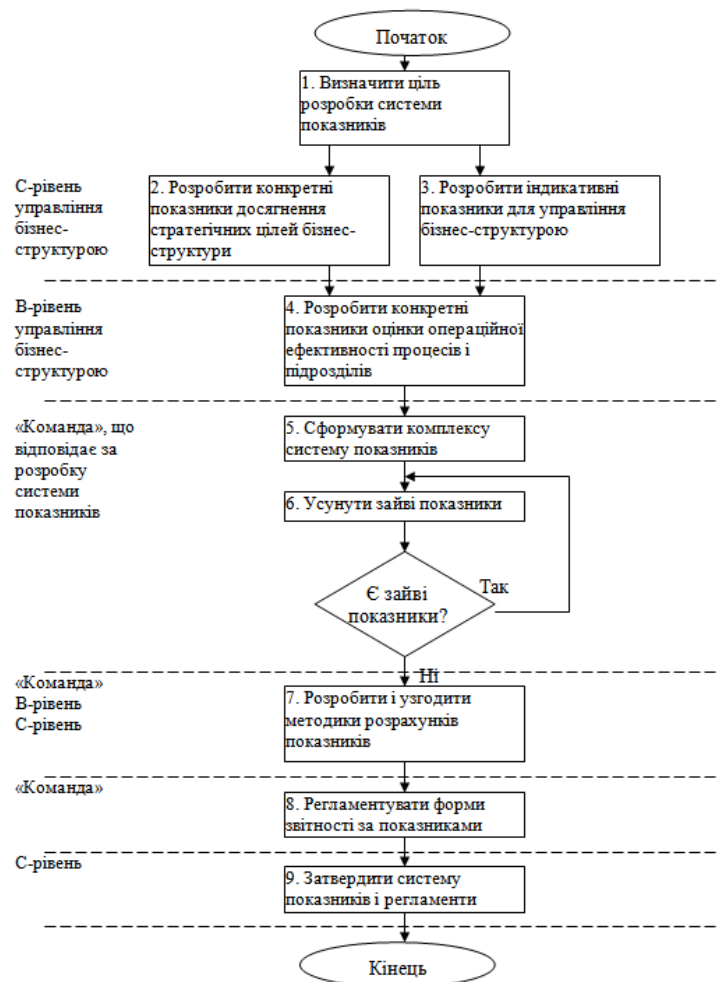 Початок
1. Визначити ціль
розробки системи
показників
С-рівень
управління
бізнес-
структурою
2. Розробити конкретні
показники досягнення
стратегічних цілей бізнес-
структури
3. Розробити індикативні
показники для управління
бізнес-структурою
В-рівень
управління
бізнес-
структурою
4. Розробити конкретні
показники оцінки операційної
ефективності процесів і
підрозділів
«Команда», що
відповідає за
розробку
системи
показників
5. Сформувати комплексу
систему показників
6. Усунути зайві показники
Є зайві
показники?
Так
Ні
«Команда»
В-рівень
С-рівень
7. Розробити і узгодити
методики розрахунків
показників
«Команда»
8. Регламентувати форми
звітності за показниками
С-рівень
9. Затвердити систему
показників і регламенти
Кінець